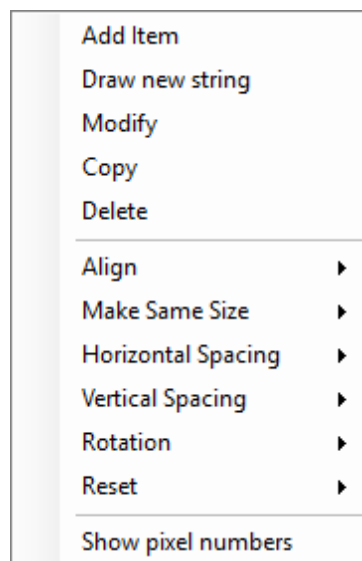 Add Item
Draw new string
Modify
Copy
Delete
Align
Make Same Size
Horizontal Spacing
Vertical Spacing
Rotation
Reset
Show pixel numbers